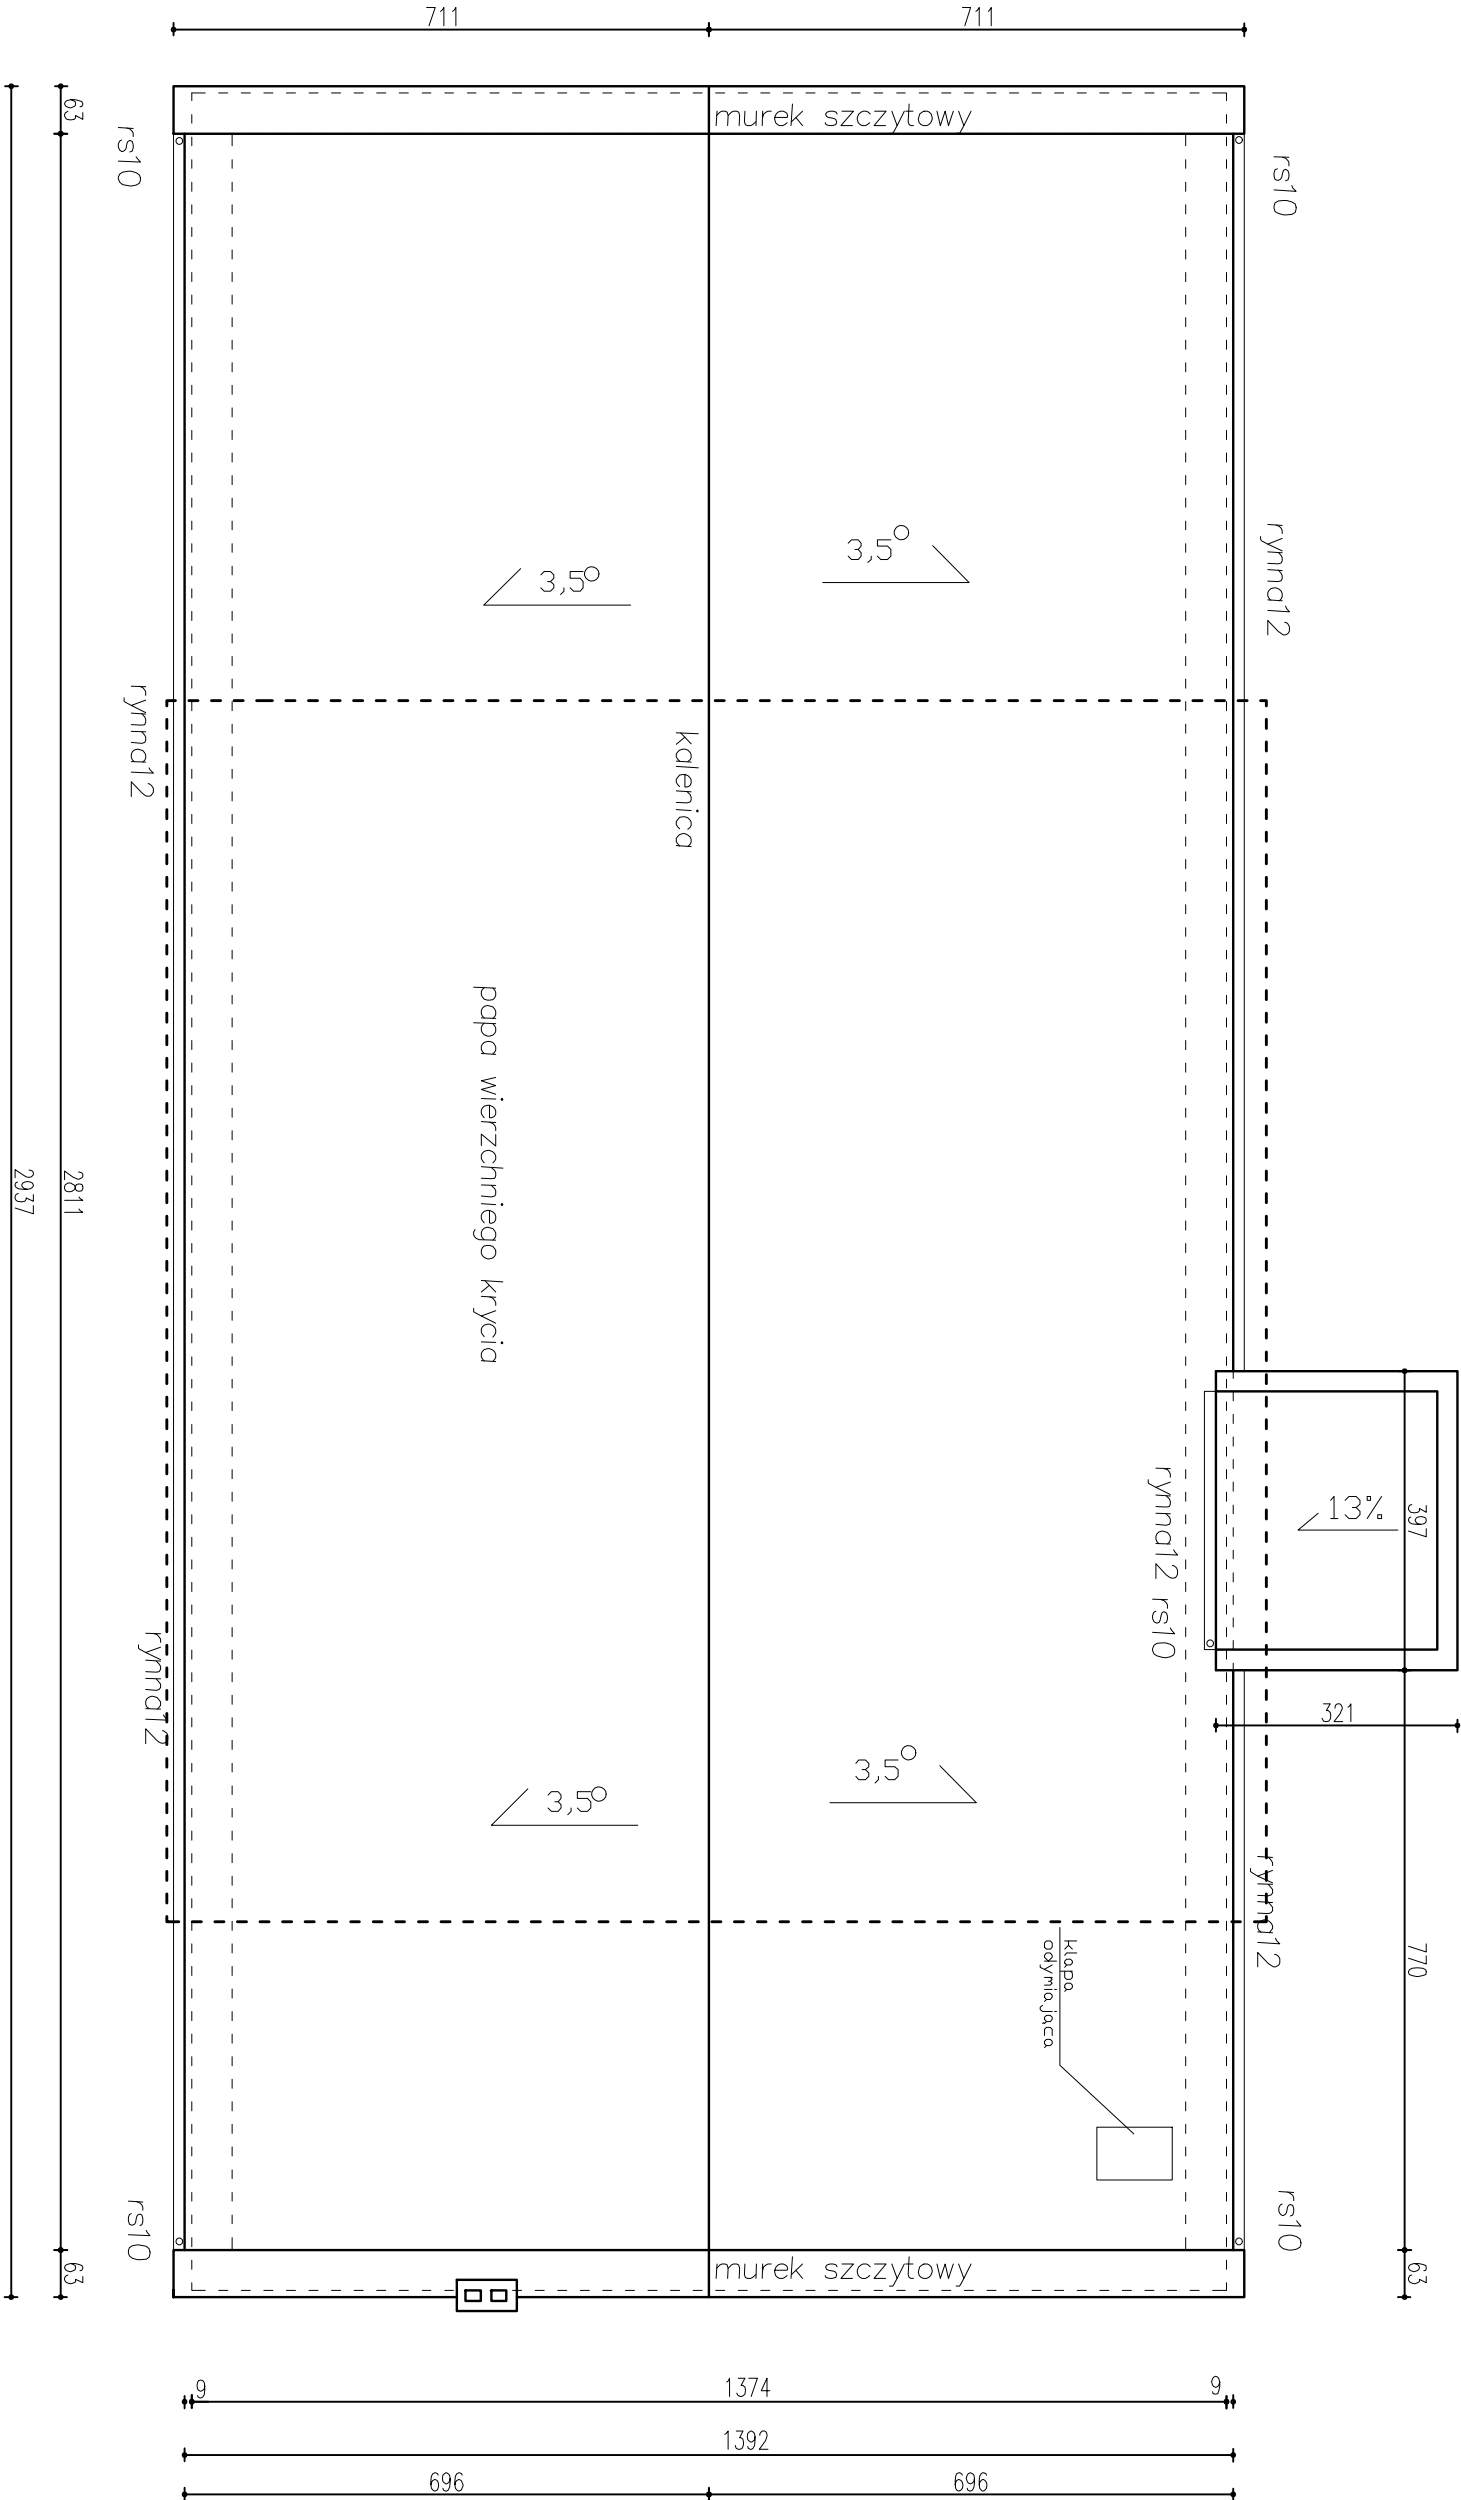 711
711
63
murek szczytowy
rs10
rs10
3,5°
3,5°
rynna12
rynna12
kalenica
papa wierzchniego krycia
2937
2811
13%
397
rynna12 rs10
rynna12
321
3,5°
3,5°
rynna12
770
klapa
odymiająca
rs10
rs10
63
murek szczytowy
63
9
1374
9
1392
696
696